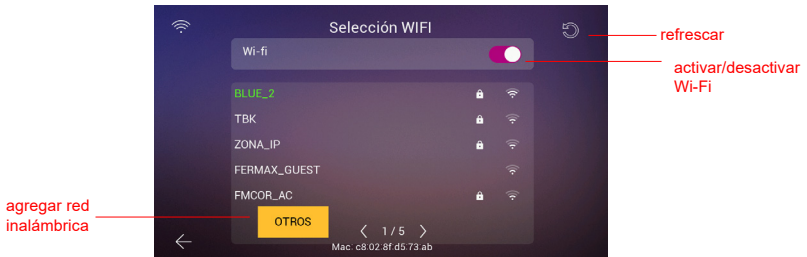 Selección WIFI
refrescar
Wi-fi
activar/desactivar
Wi-Fi
BLUE_2
TBK
ZONA_IP
FERMAX_GUEST
FMCOR_AC
agregar red
inalámbrica
OTROS
1 / 5
Mac: c8.02.8f.d5.73.ab